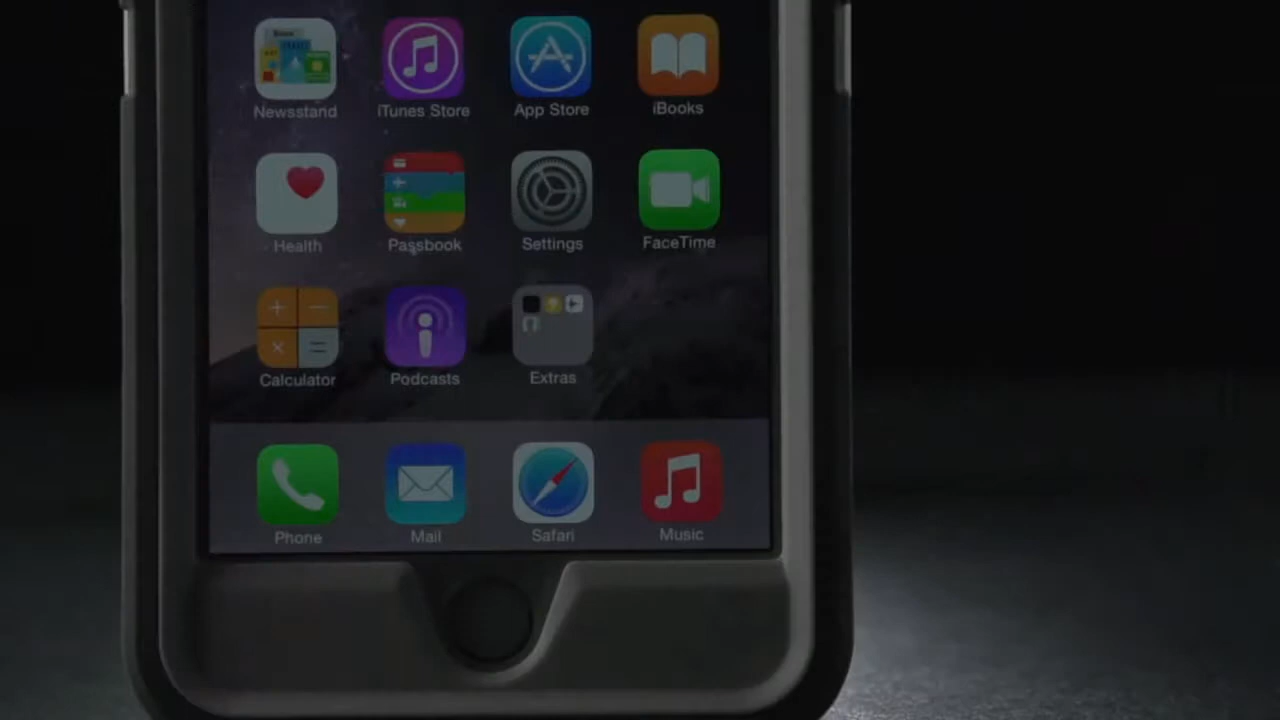 Newsstand iTunes Store App Store iBooks
Health Passbook Settings FaceTime
Calculator Podcasts Extras
Phone Mail Safari Music